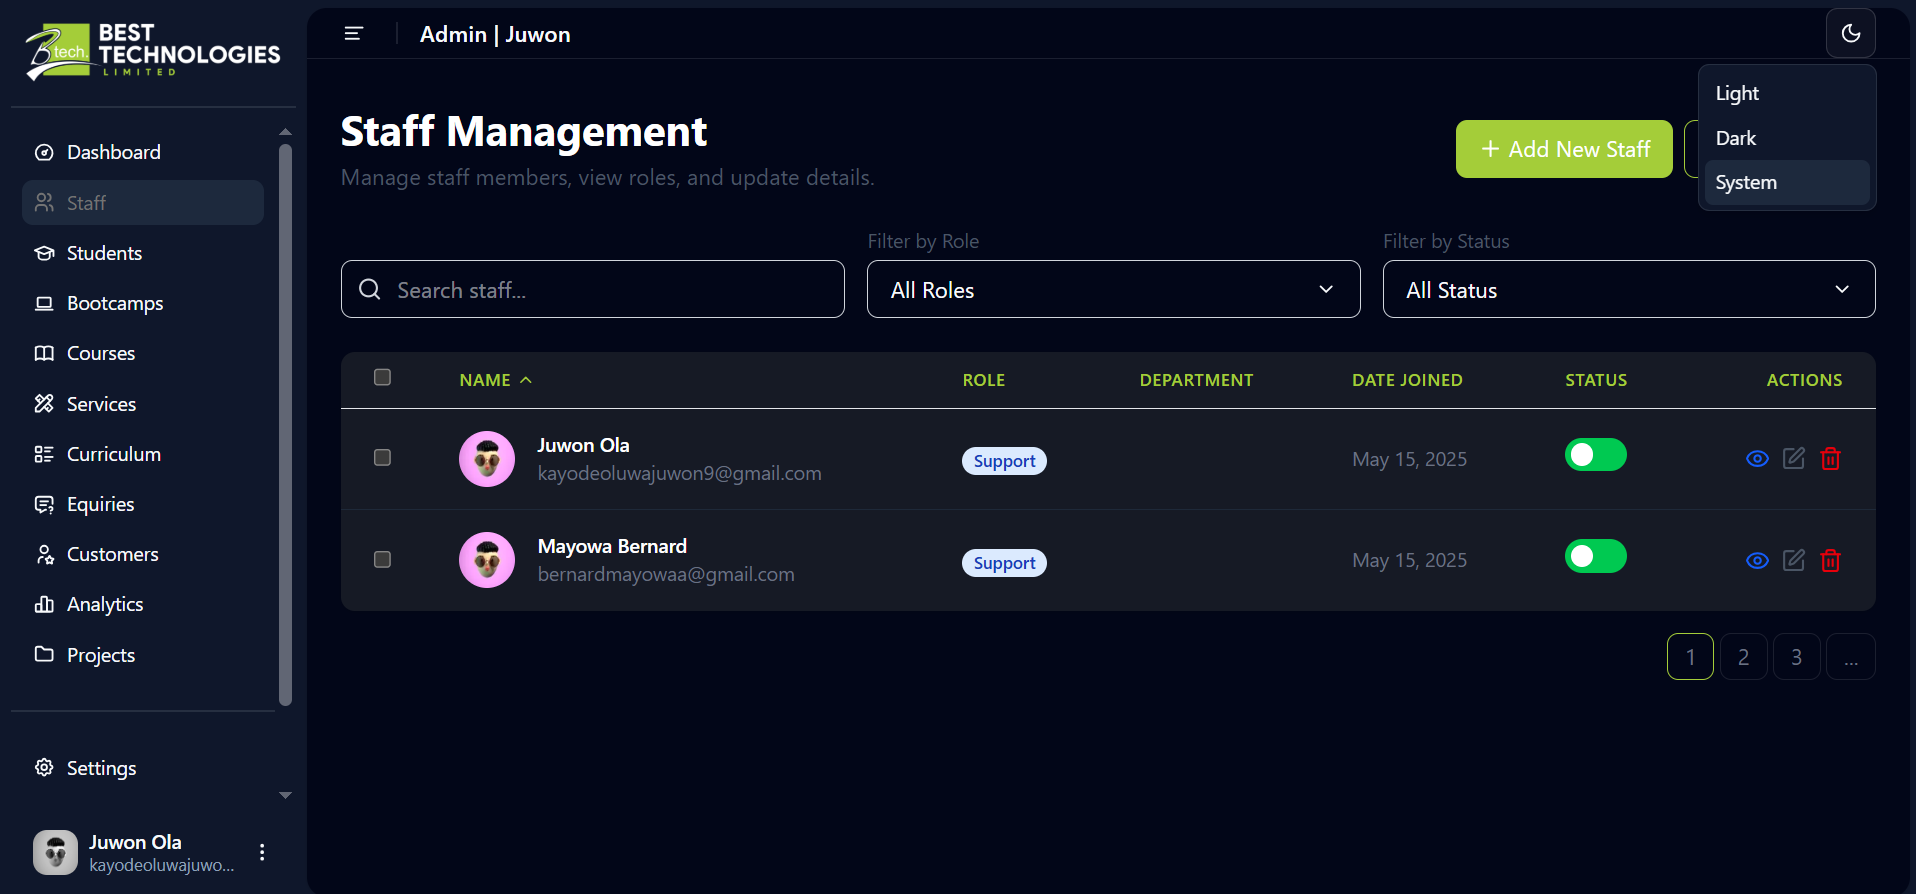 B tech.
BEST
TECHNOLOGIES
LIMITED
Dashboard
Staff
Students
Bootcamps
Courses
Services
Curriculum
Equiries
Customers
Analytics
Projects
Settings
Juwon Ola
kayodeoluwajuwo...
Admin | Juwon
Light
Dark
System
Staff Management
Manage staff members, view roles, and update details.
+ Add New Staff
Search staff...
Filter by Role
All Roles
Filter by Status
All Status
NAME ROLE DEPARTMENT DATE JOINED STATUS ACTIONS
Juwon Ola
kayodeoluwajuwon9@gmail.com
Support
May 15, 2025
Mayowa Bernard
bernardmayowaa@gmail.com
Support
May 15, 2025
1 2 3 ...